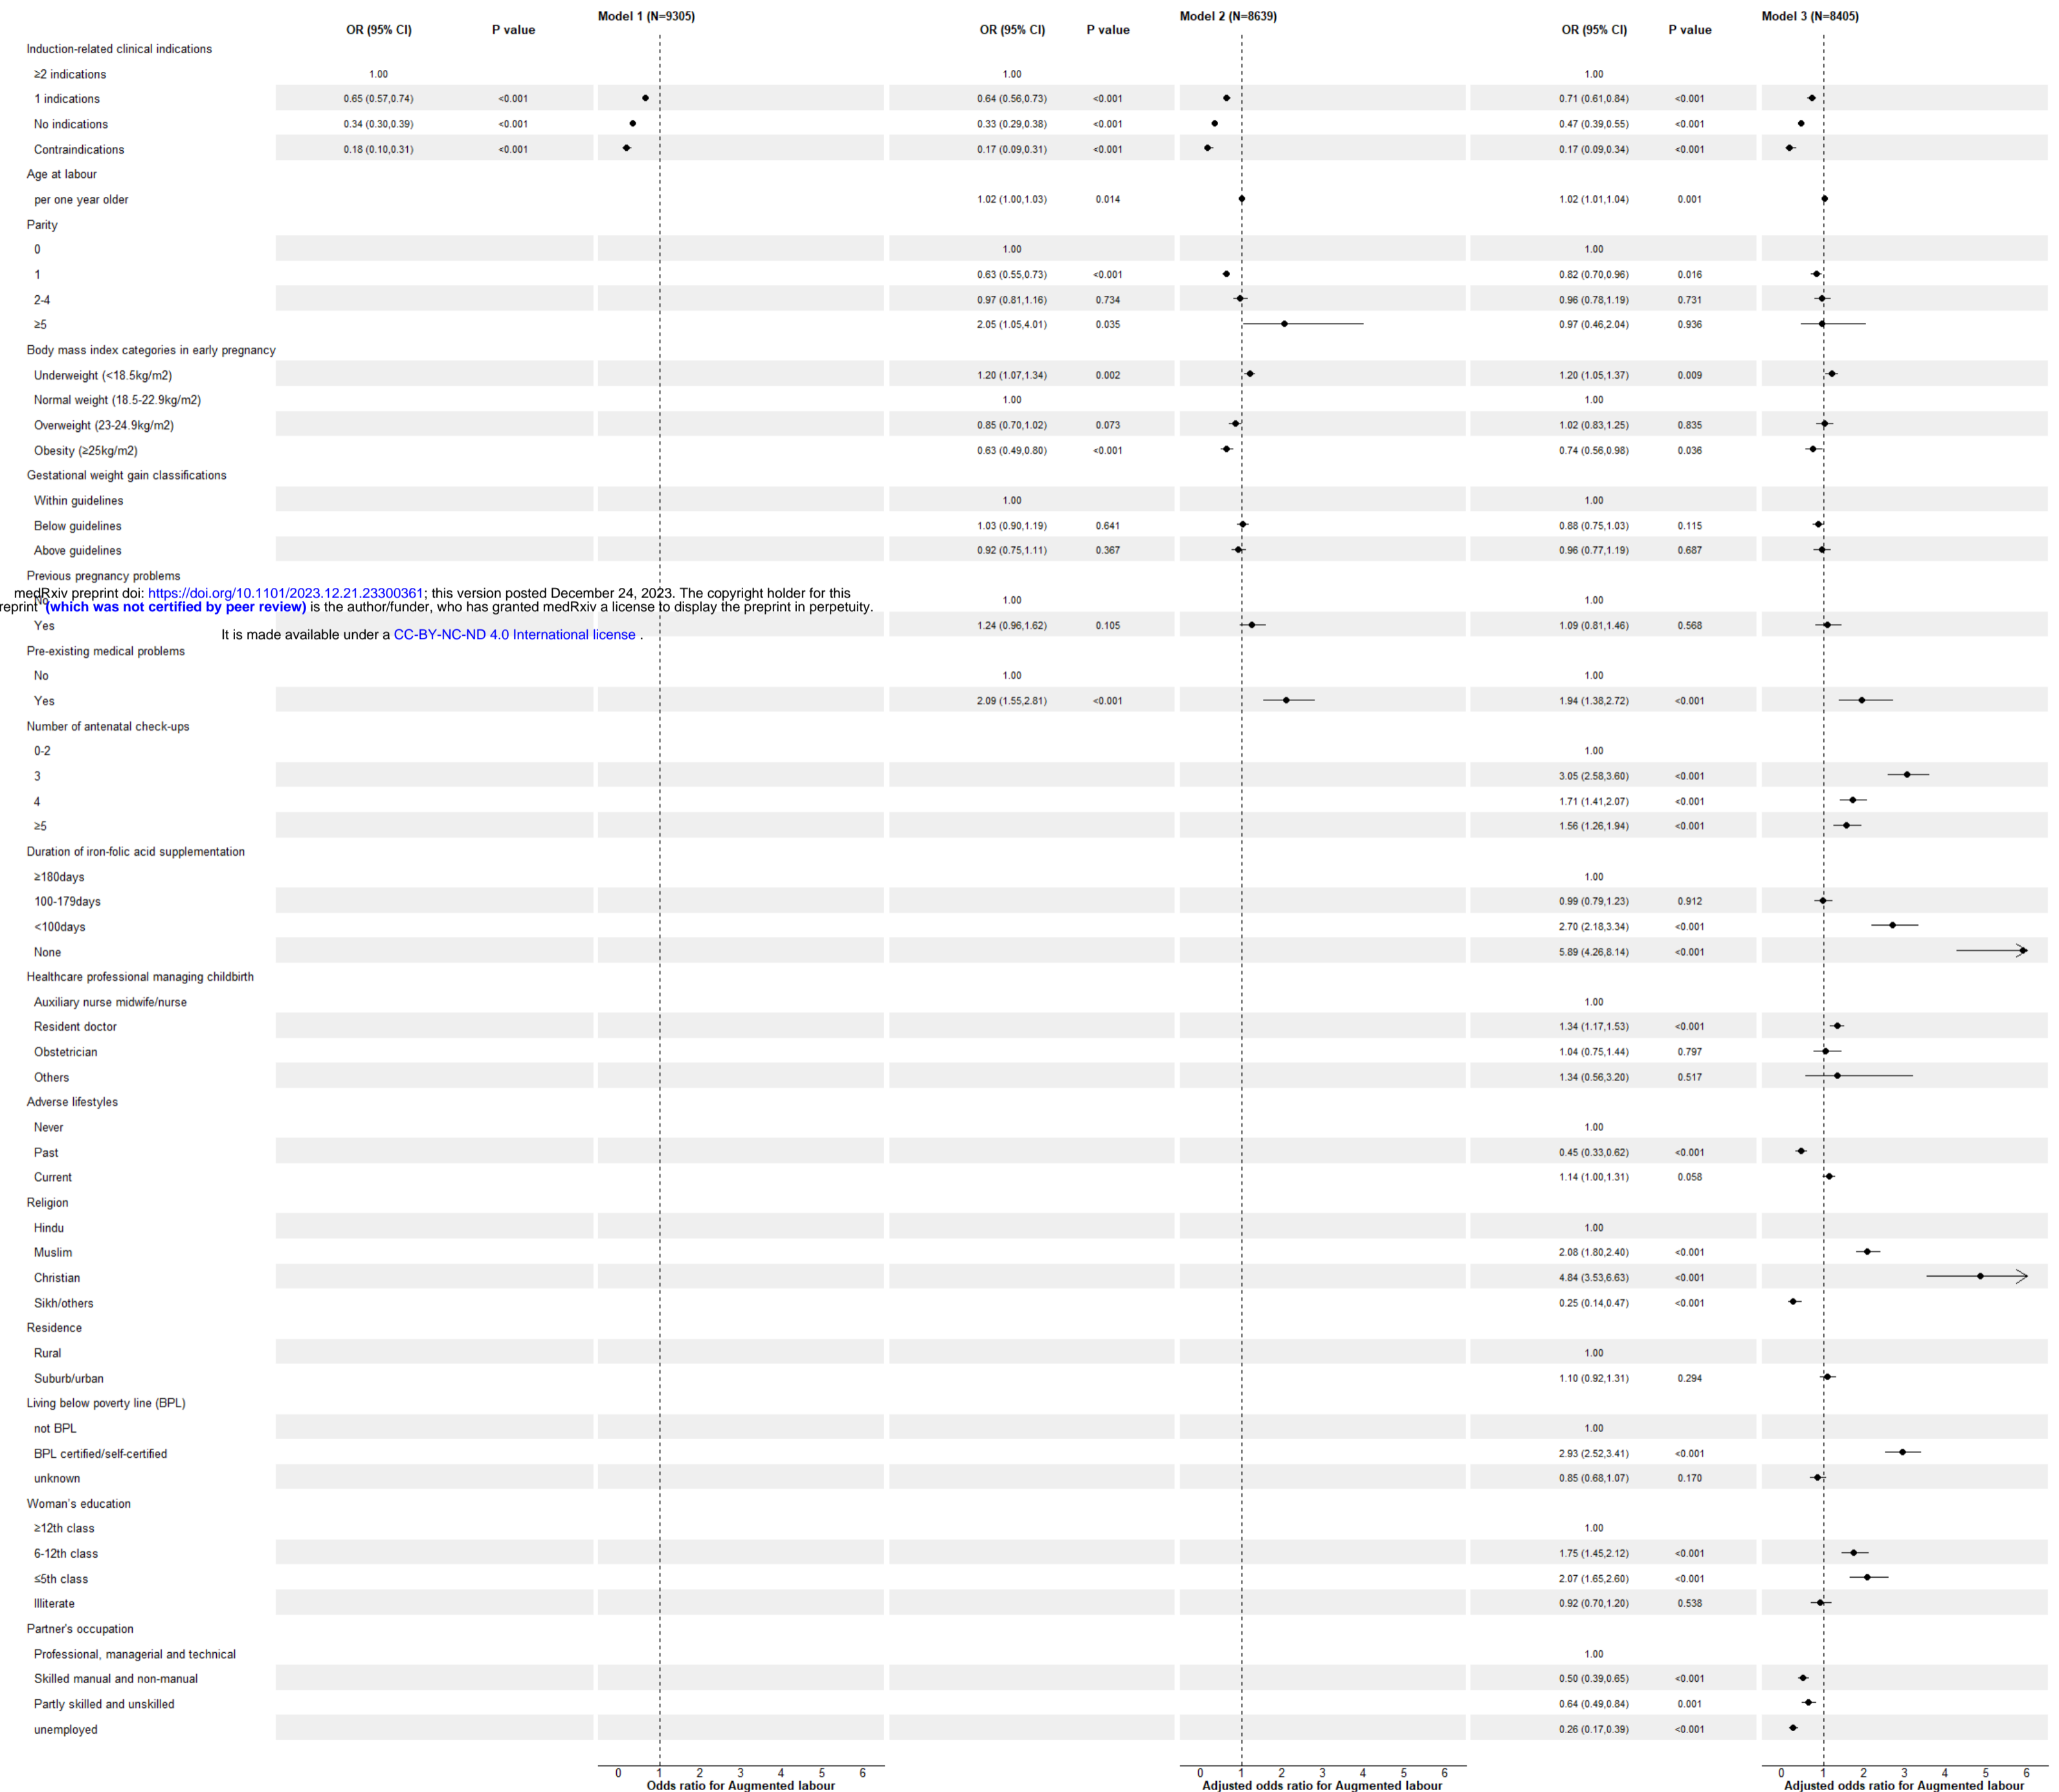 Model 1 (N=9305) Model 2 (N=8639) Model 3 (N=8405)
OR (95% CI) P value OR (95% CI) P value OR (95% CI) P value
Induction-related clinical indications
≥2 indications 1.00 1.00 1.00
1 indications 0.65 (0.57,0.74) <0.001 0.64 (0.56,0.73) <0.001 0.71 (0.61,0.84) <0.001
No indications 0.34 (0.30,0.39) <0.001 0.33 (0.29,0.38) <0.001 0.47 (0.39,0.55) <0.001
Contraindications 0.18 (0.10,0.31) <0.001 0.17 (0.09,0.31) <0.001 0.17 (0.09,0.34) <0.001
Age at labour
per one year older 1.02 (1.00,1.03) 0.014 1.02 (1.01,1.04) 0.001
Parity
0 1.00 1.00
1 0.63 (0.55,0.73) <0.001 0.82 (0.70,0.96) 0.016
2-4 0.97 (0.81,1.16) 0.734 0.96 (0.78,1.19) 0.731
≥5 2.05 (1.05,4.01) 0.035 0.97 (0.46,2.04) 0.936
Body mass index categories in early pregnancy
Underweight (<18.5kg/m2) 1.20 (1.07,1.34) 0.002 1.20 (1.05,1.37) 0.009
Normal weight (18.5-22.9kg/m2) 1.00 1.00
Overweight (23-24.9kg/m2) 0.85 (0.70,1.02) 0.073 1.02 (0.83,1.25) 0.835
Obesity (≥25kg/m2) 0.63 (0.49,0.80) <0.001 0.74 (0.56,0.98) 0.036
Gestational weight gain classifications
Within guidelines 1.00 1.00
Below guidelines 1.03 (0.90,1.19) 0.641 0.88 (0.75,1.03) 0.115
Above guidelines 0.92 (0.75,1.11) 0.367 0.96 (0.77,1.19) 0.687
Previous pregnancy problems
medRxiv preprint doi: https://doi.org/10.1101/2023.12.21.23300361; this version posted December 24, 2023. The copyright holder for this
No 1.00 1.00
reprint (which was not certified by peer review) is the author/funder, who has granted medRxiv a license to display the preprint in perpetuity.
Yes 1.24 (0.96,1.62) 0.105 1.09 (0.81,1.46) 0.568
It is made available under a CC-BY-NC-ND 4.0 International license .
Pre-existing medical problems
No 1.00 1.00
Yes 2.09 (1.55,2.81) <0.001 1.94 (1.38,2.72) <0.001
Number of antenatal check-ups
0-2 1.00
3 3.05 (2.58,3.60) <0.001
4 1.71 (1.41,2.07) <0.001
≥5 1.56 (1.26,1.94) <0.001
Duration of iron-folic acid supplementation
≥180days 1.00
100-179days 0.99 (0.79,1.23) 0.912
<100days 2.70 (2.18,3.34) <0.001
None 5.89 (4.26,8.14) <0.001
Healthcare professional managing childbirth
Auxiliary nurse midwife/nurse 1.00
Resident doctor 1.34 (1.17,1.53) <0.001
Obstetrician 1.04 (0.75,1.44) 0.797
Others 1.34 (0.56,3.20) 0.517
Adverse lifestyles
Never 1.00
Past 0.45 (0.33,0.62) <0.001
Current 1.14 (1.00,1.31) 0.058
Religion
Hindu 1.00
Muslim 2.08 (1.80,2.40) <0.001
Christian 4.84 (3.53,6.63) <0.001
Sikh/others 0.25 (0.14,0.47) <0.001
Residence
Rural 1.00
Suburb/urban 1.10 (0.92,1.31) 0.294
Living below poverty line (BPL)
not BPL 1.00
BPL certified/self-certified 2.93 (2.52,3.41) <0.001
unknown 0.85 (0.68,1.07) 0.170
Woman's education
≥12th class 1.00
6-12th class 1.75 (1.45,2.12) <0.001
≤5th class 2.07 (1.65,2.60) <0.001
Illiterate 0.92 (0.70,1.20) 0.538
Partner's occupation
Professional, managerial and technical 1.00
Skilled manual and non-manual 0.50 (0.39,0.65) <0.001
Partly skilled and unskilled 0.64 (0.49,0.84) 0.001
unemployed 0.26 (0.17,0.39) <0.001
0 1 2 3 4 5 6 0 1 2 3 4 5 6 0 1 2 3 4 5 6
Odds ratio for Augmented labour Adjusted odds ratio for Augmented labour Adjusted odds ratio for Augmented labour